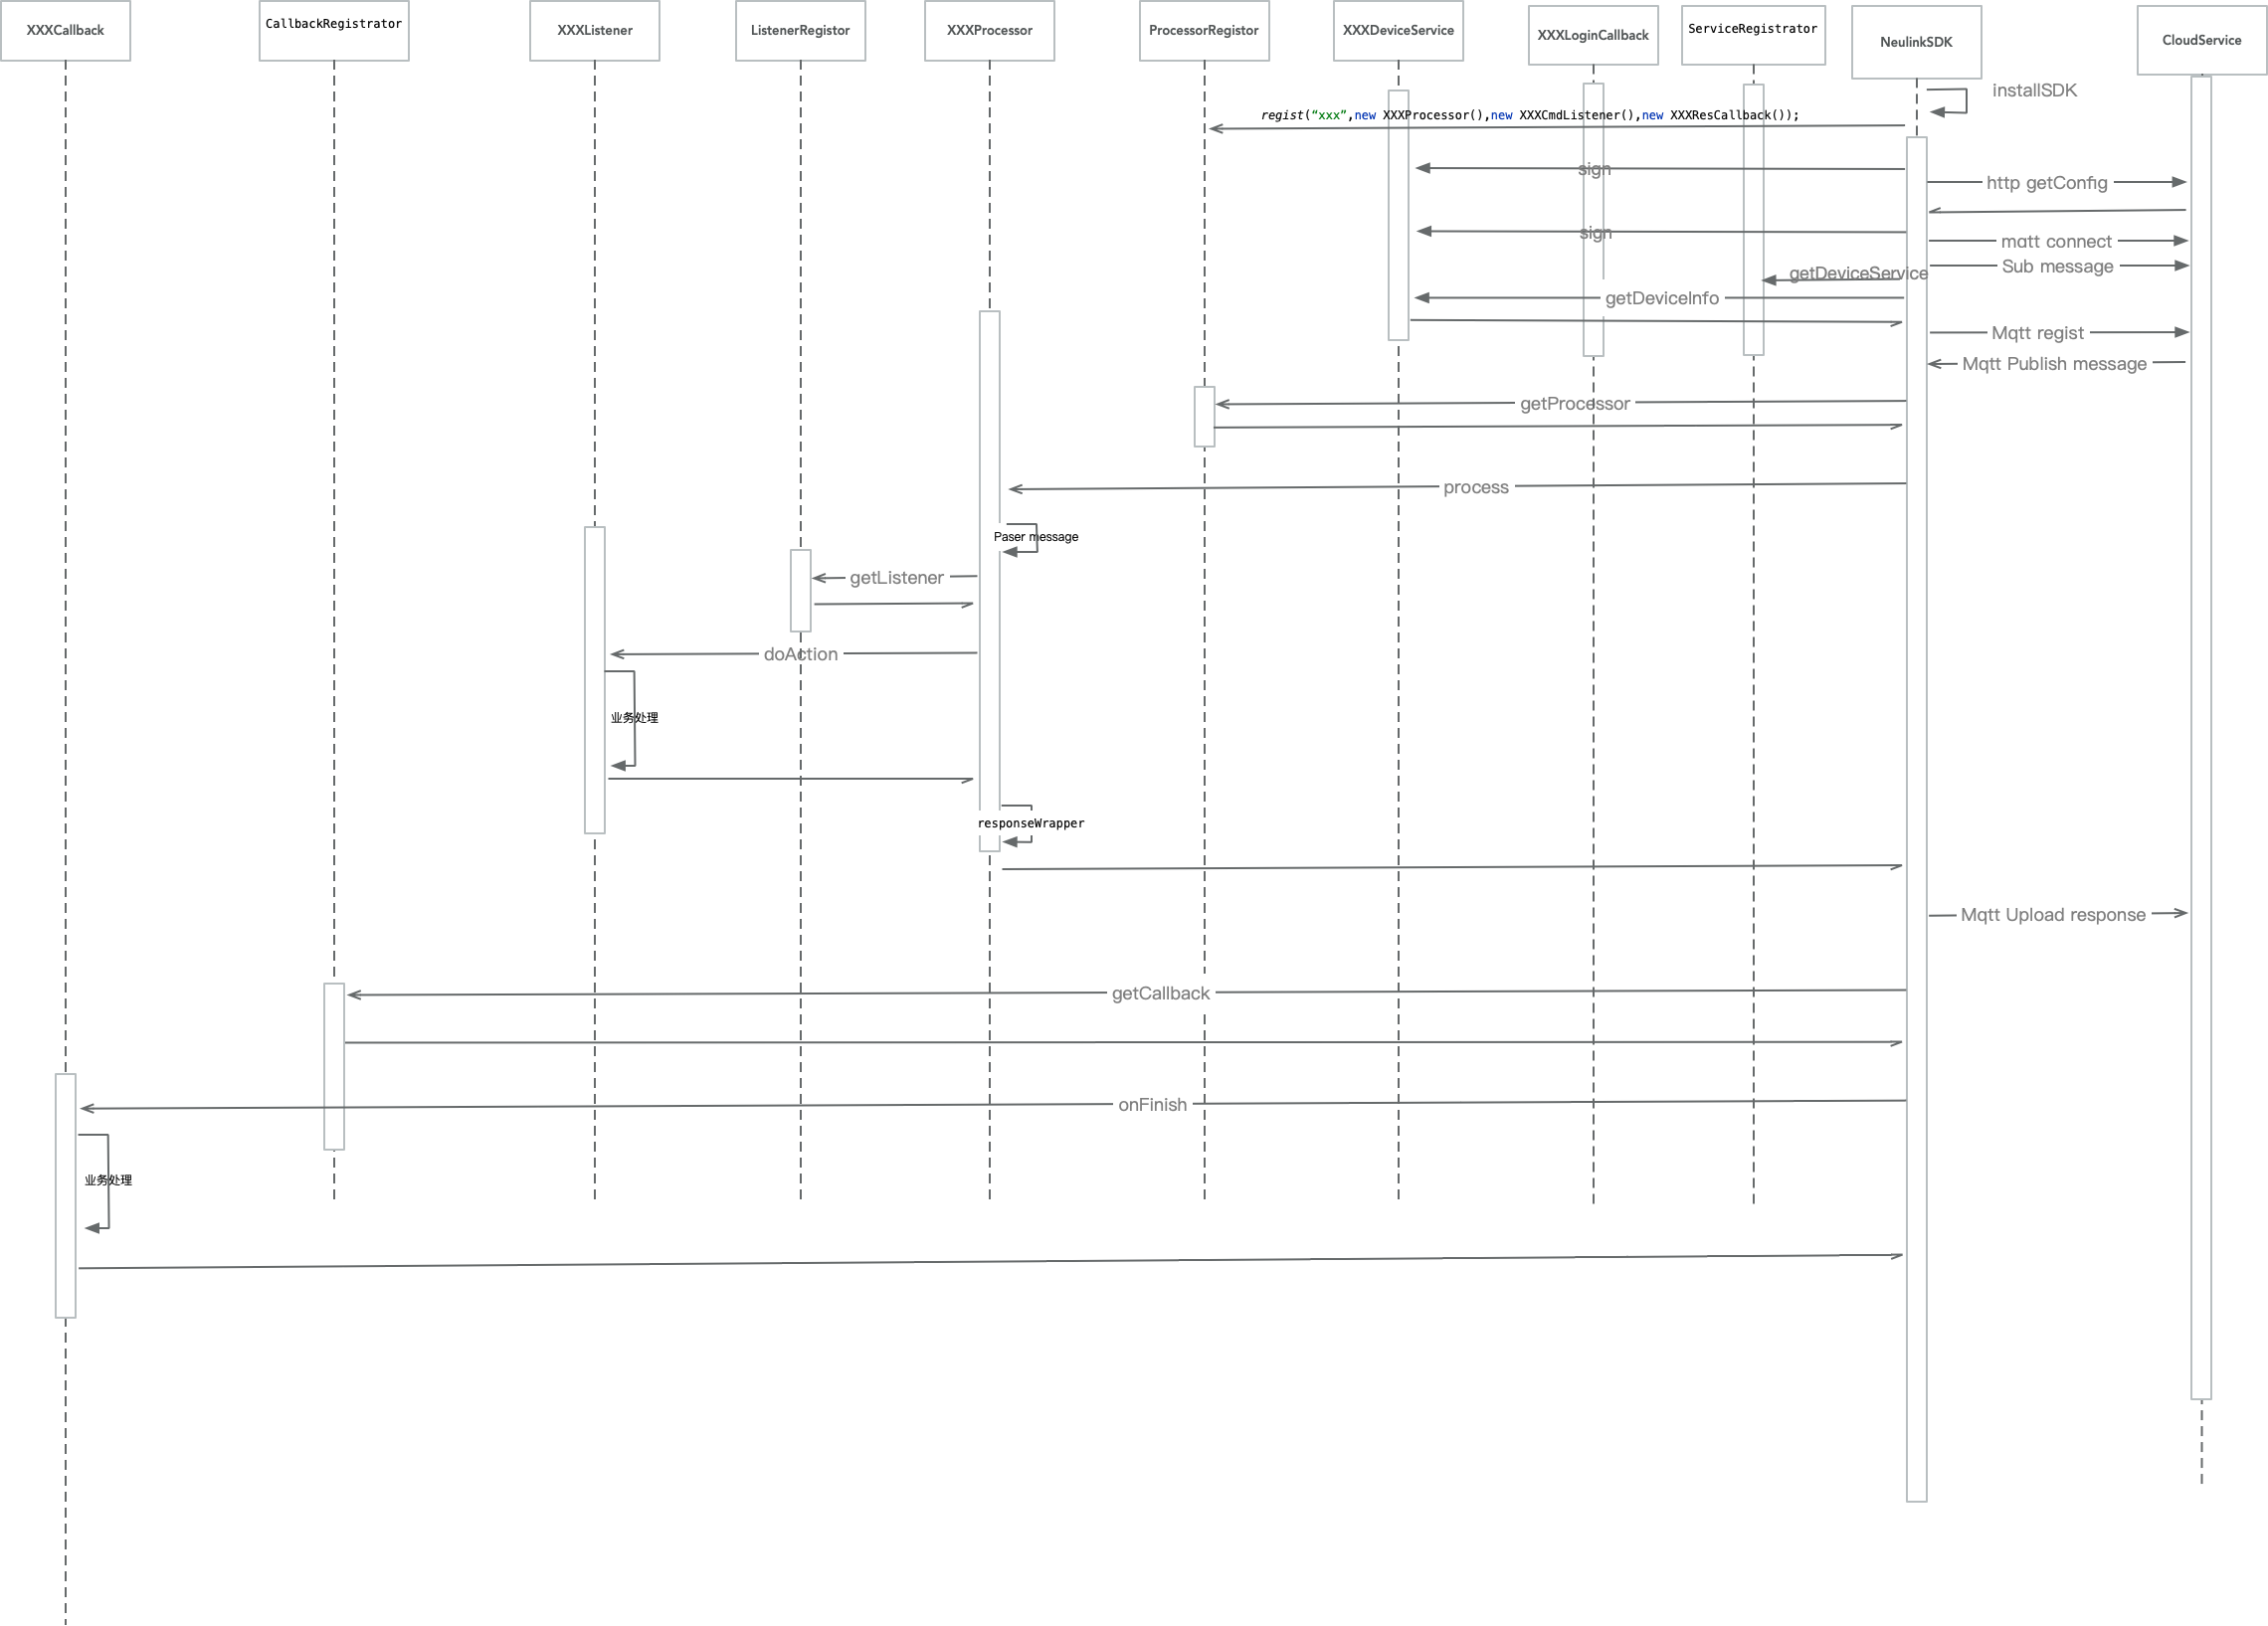 XXXCallback
CallbackRegistrator
XXXListener
ListenerRegistor
XXXProcessor
ProcessorRegistor
XXXDeviceService
XXXLoginCallback
ServiceRegistrator
NeulinkSDK
CloudService
installSDK
regist(“xxx”,new XXXProcessor(),new XXXCmdListener(),new XXXResCallback());
sign
http getConfig
sign
mqtt connect
Sub message
getDeviceService
getDeviceInfo
Mqtt regist
Mqtt Publish message
getProcessor
process
Paser message
getListener
doAction
业务处理
responseWrapper
Mqtt Upload response
getCallback
onFinish
业务处理